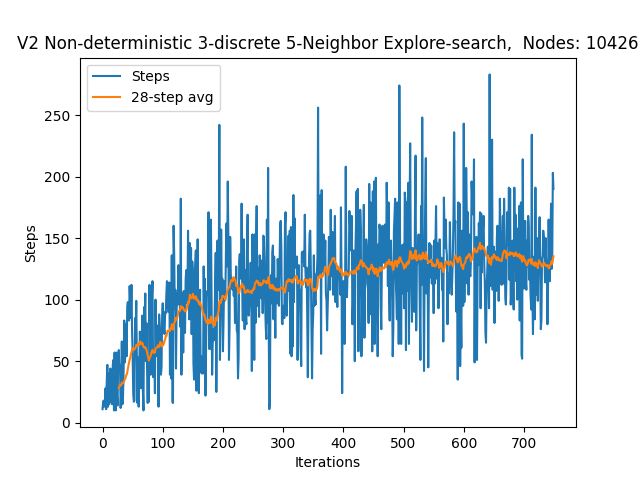 V2 Non-deterministic 3-discrete 5-Neighbor Explore-search,  Nodes: 10426
Steps
28-step avg
250
200
150
100
50
0
Steps
0 100 200 300 400 500 600 700
Iterations